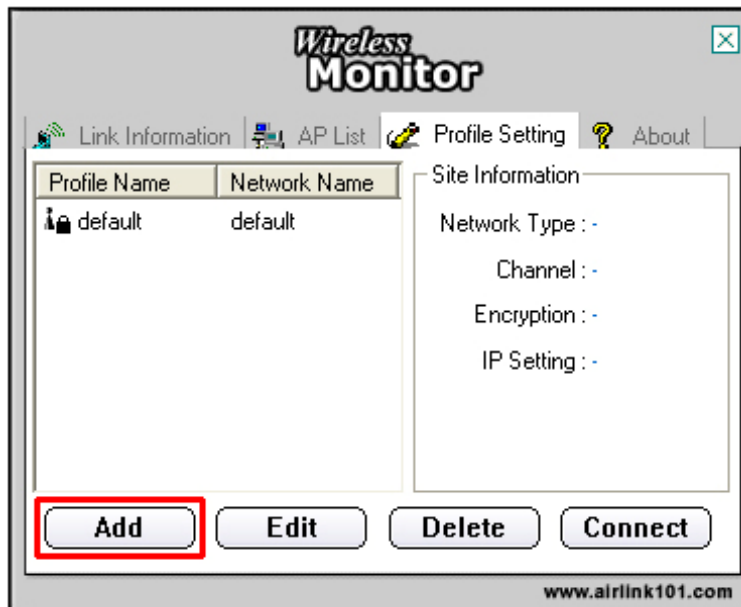 Wireless
Monitor
Link Information AP List Profile Setting About
Profile Name Network Name
default default
Site Information
Network Type : -
Channel : -
Encryption : -
IP Setting : -
Add Edit Delete Connect
www.airlink101.com